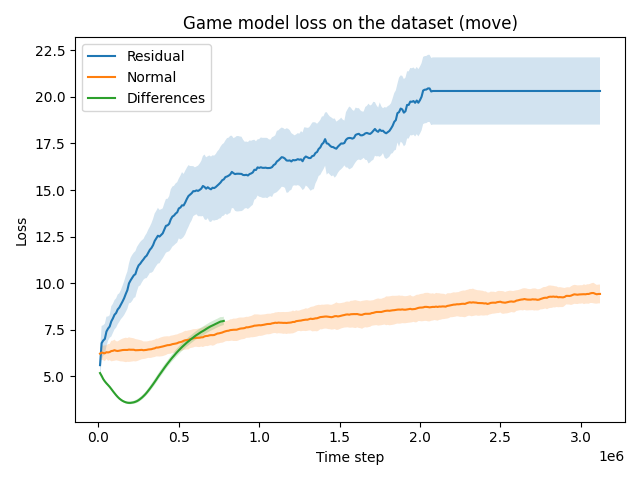 Game model loss on the dataset (move)
Residual
Normal
Differences
Loss
22.5
20.0
17.5
15.0
12.5
10.0
7.5
5.0
0.0 0.5 1.0 1.5 2.0 2.5 3.0
1e6
Time step